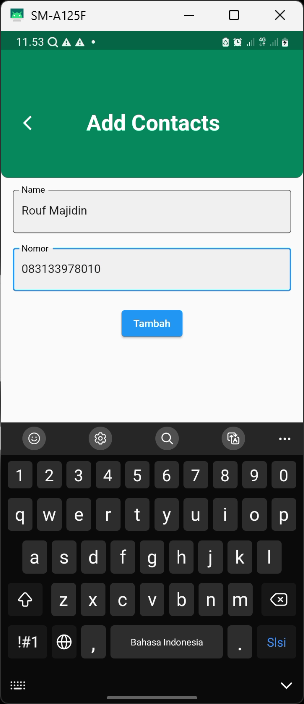 SM-A125F
11.53
Add Contacts
Name
Rouf Majidin
Nomor
083133978010
Tambah
1 2 3 4 5 6 7 8 9 0
q w e r t y u i o p
a s d f g h j k l
z x c v b n m
!#1 , Bahasa Indonesia . Slsi